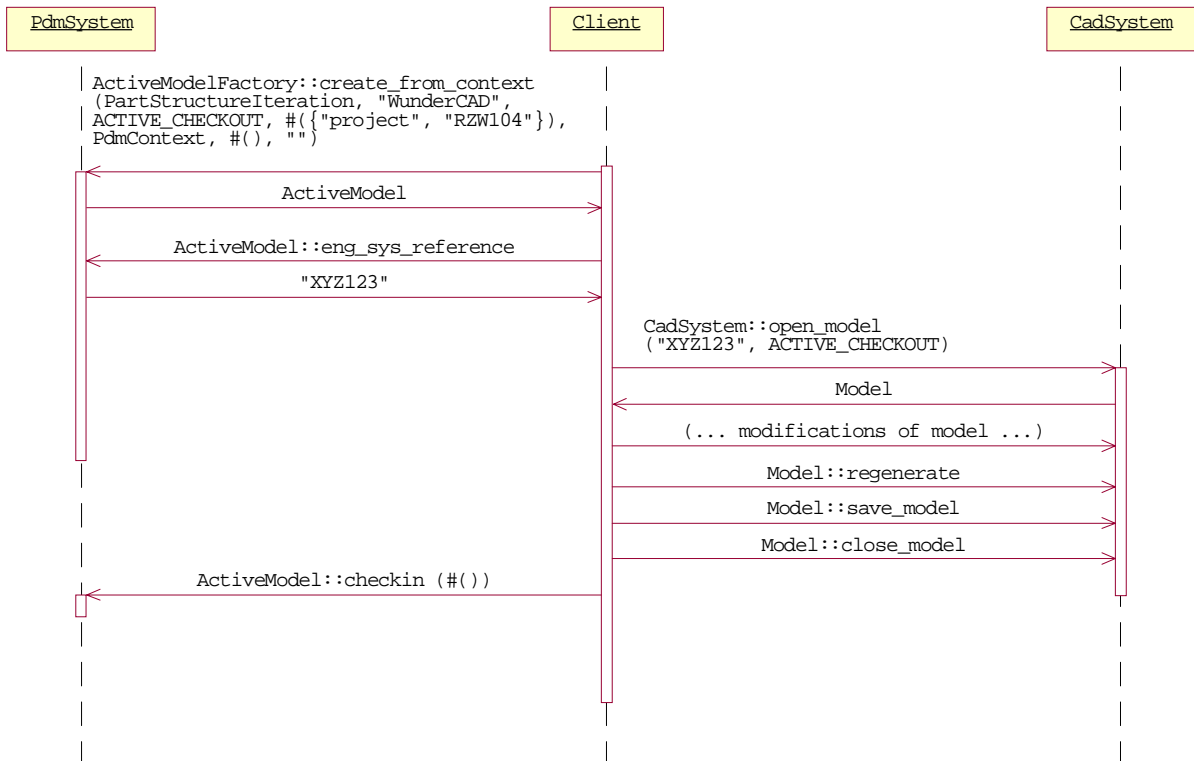 PdmSystem
Client
CadSystem
ActiveModelFactory::create_from_context
(PartStructureIteration, "WunderCAD",
ACTIVE_CHECKOUT, #({"project", "RZW104"}),
PdmContext, #(), "")
ActiveModel
ActiveModel::eng_sys_reference
"XYZ123"
CadSystem::open_model
("XYZ123", ACTIVE_CHECKOUT)
Model
(... modifications of model ...)
Model::regenerate
Model::save_model
Model::close_model
ActiveModel::checkin (#())